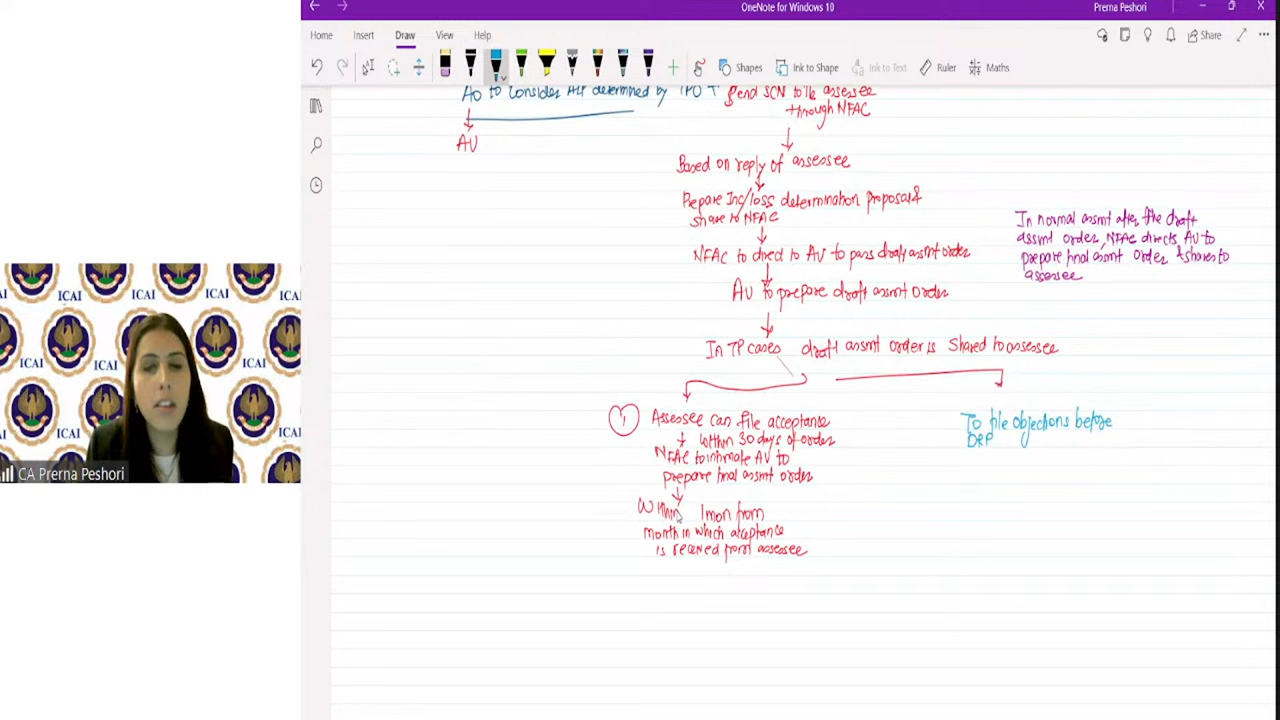 OneNote for Windows 10
Prerna Peshori
Home
Insert
Draw
View
Help
Share
Shapes
Ink to Shape
Ink to Text
Ruler
Maths
AO to consider ALP determined by TPO +
AU
Send SCN to the assessee
through NFAC
Based on reply of assessee
Prepare Inc/loss determination proposal &
share to NFAC
NFAC to direct to AU to pass draft assmt order
AU to prepare draft assmt Order
In TP cases draft assmt order is Shared to assessee
In normal assmt after the draft
assmt order, NFAC directs AU to
prepare final assmt Order & shares to
assessee
1
Assessee can file acceptance
within 30 days of order
NFAC to intimate AU to
prepare final assmt order
Within 1 mon from
month in which acceptance
is received from assessee
To file objections before
DRP
ICAI
ICAI
ICAI
ICAI
ICAI
ICAI
CA Prerna Peshori